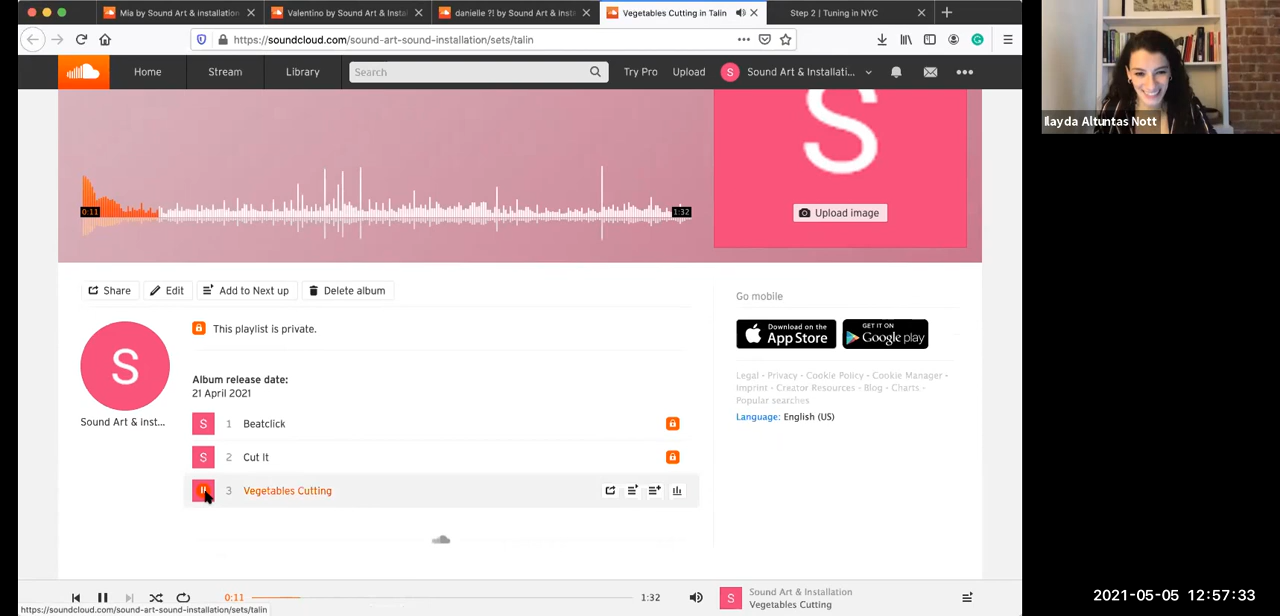 Mia by Sound Art & installation
Valentino by Sound Art & Insta
danielle ?! by Sound Art & insta
Vegetables Cutting in Talin
Step 2 | Tuning in NYC
https://soundcloud.com/sound-art-sound-installation/sets/talin
Home
Stream
Library
Search
Try Pro
Upload
S
Sound Art & Installati...
Ilayda Altuntas Nott
S
0:11
1:32
Upload image
Share
Edit
Add to Next up
Delete album
Go mobile
This playlist is private.
Download on the
App Store
GET IT ON
Google play
S
Sound Art & inst...
Album release date:
21 April 2021
Legal - Privacy - Cookie Policy - Cookie Manager -
Imprint - Creator Resources - Blog - Charts -
Popular searches
Language: English (US)
S 1 Beatclick
S 2 Cut It
3 Vegetables Cutting
0:11
1:32
S
Sound Art & Installation
Vegetables Cutting
https://soundcloud.com/sound-art-sound-installation/sets/talin
2021-05-05 12:57:33